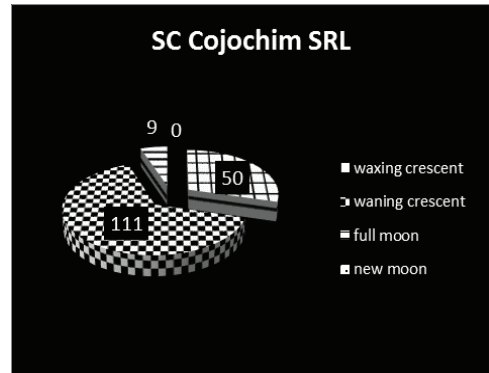 SC Cojochim SRL
9 0
50
111
waxing crescent
waning crescent
full moon
new moon